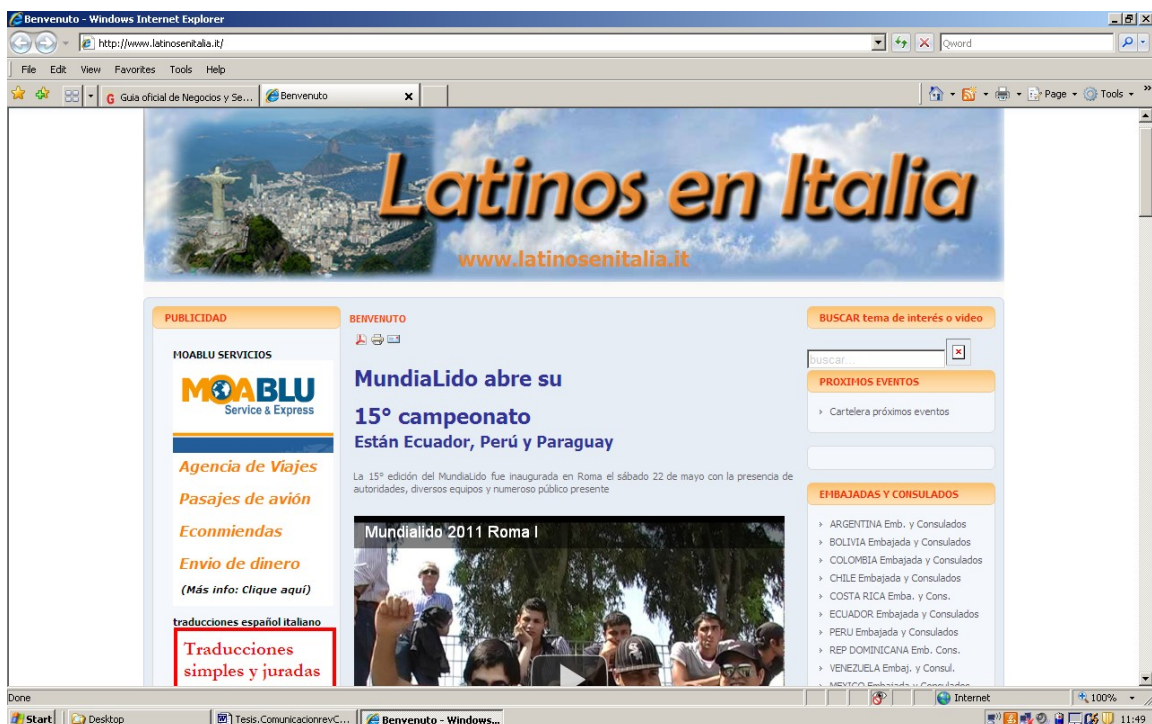 Benvenuto - Windows Internet Explorer
http://www.latinosenitalia.it/
Qword
File Edit View Favorites Tools Help
Guia oficial de Negocios y Se...
Benvenuto
Page
Tools
Latinos en Italia
www.latinosenitalia.it
PUBLICIDAD
MOABLU SERVICIOS
MOABLU
Service & Express
Agencia de Viajes
Pasajes de avión
Econmiendas
Envio de dinero
(Más info: Clique aquí)
traducciones español italiano
Traducciones
simples y juradas
BENVENUTO
MundiaLido abre su
15° campeonato
Están Ecuador, Perú y Paraguay
La 15° edición del MundiaLido fue inaugurada en Roma el sábado 22 de mayo con la presencia de
autoridades, diversos equipos y numeroso público presente
Mundialido 2011 Roma I
BUSCAR tema de interés o video
buscar...
PROXIMOS EVENTOS
Cartelera próximos eventos
EMBAJADAS Y CONSULADOS
ARGENTINA Emb. y Consulados
BOLIVIA Embajada y Consulados
COLOMBIA Embajada y Consulados
CHILE Embajada y Consulados
COSTA RICA Emba. y Cons.
ECUADOR Embajada y Consulados
PERU Embajada y Consulados
REP DOMINICANA Emb. Cons.
VENEZUELA Embaj. y Consul.
MEXICO Embajada y Consulados
Done
Internet
100%
Start
Desktop
Tesis.ComunicacionrevC...
Benvenuto - Windows...
11:49